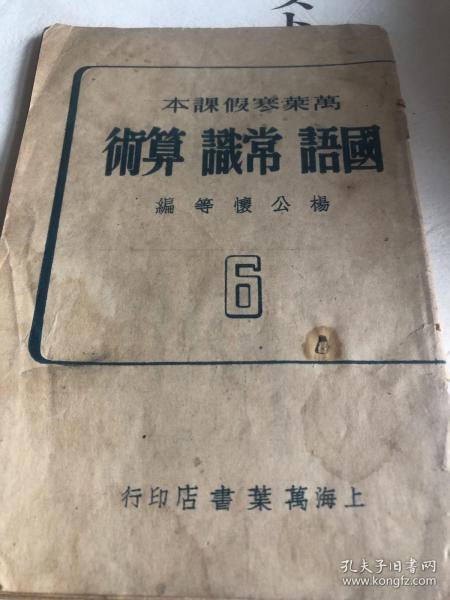 萬葉寒假課本
國語 常識 算術
楊公懷等編
6
上海萬葉書店印行
孔夫子旧书网
www.kongfz.com